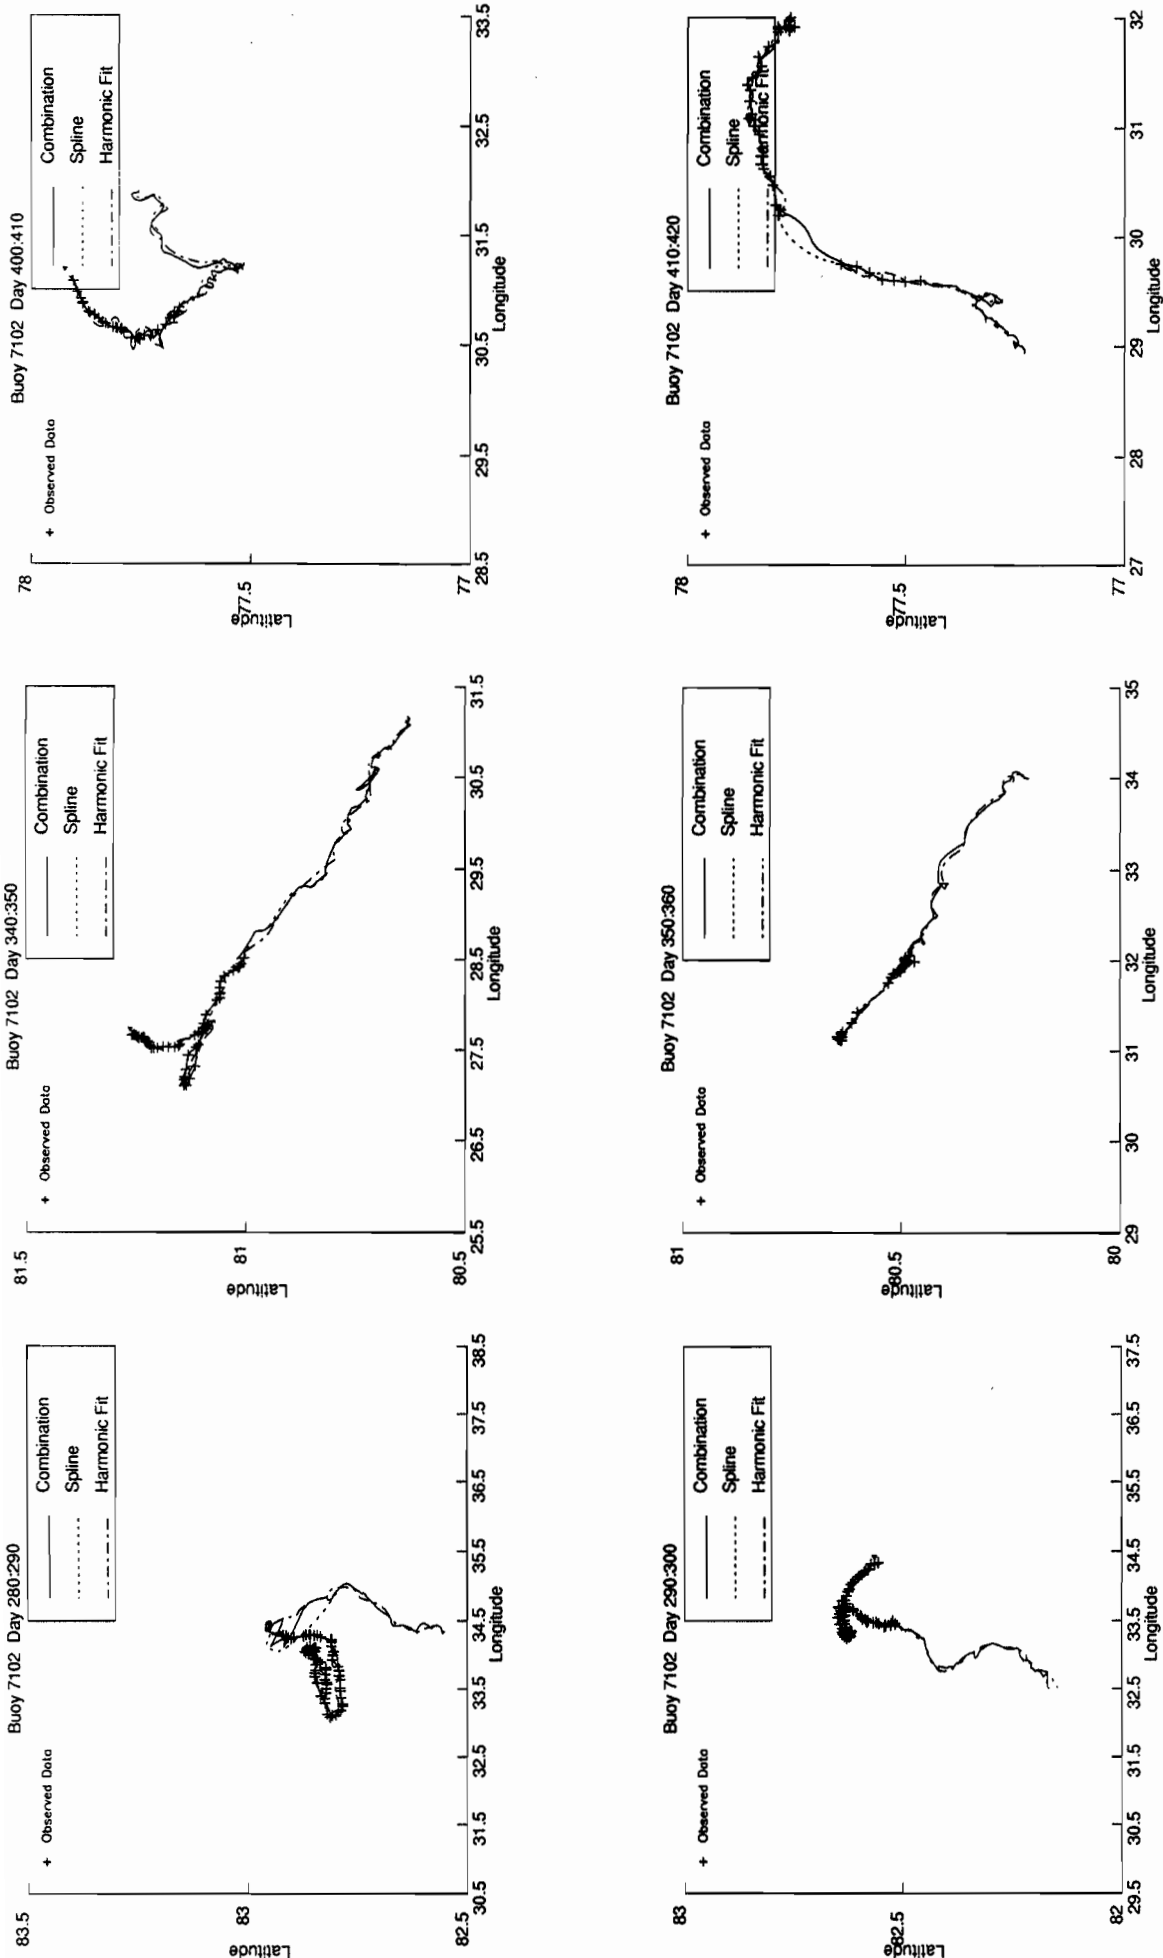 Buoy 7102 Day 280:290
+ Observed Data
Combination
Spline
Harmonic Fit
83.5
83
82.5
Latitude
30.5 31.5 32.5 33.5 34.5 35.5 36.5 37.5 38.5
Longitude
Buoy 7102 Day 340:350
+ Observed Data
Combination
Spline
Harmonic Fit
81.5
81
80.5
Latitude
25.5 26.5 27.5 28.5 29.5 30.5 31.5
Longitude
Buoy 7102 Day 400:410
+ Observed Data
Combination
Spline
Harmonic Fit
78
77.5
77
Latitude
28.5 29.5 30.5 31.5 32.5 33.5
Longitude
Buoy 7102 Day 290:300
+ Observed Data
Combination
Spline
Harmonic Fit
83
82.5
82
Latitude
29.5 30.5 31.5 32.5 33.5 34.5 35.5 36.5 37.5
Longitude
Buoy 7102 Day 350:360
+ Observed Data
Combination
Spline
Harmonic Fit
81
80.5
80
Latitude
29 30 31 32 33 34 35
Longitude
Buoy 7102 Day 410:420
+ Observed Data
Combination
Spline
Harmonic Fit
78
77.5
77
Latitude
27 28 29 30 31 32
Longitude